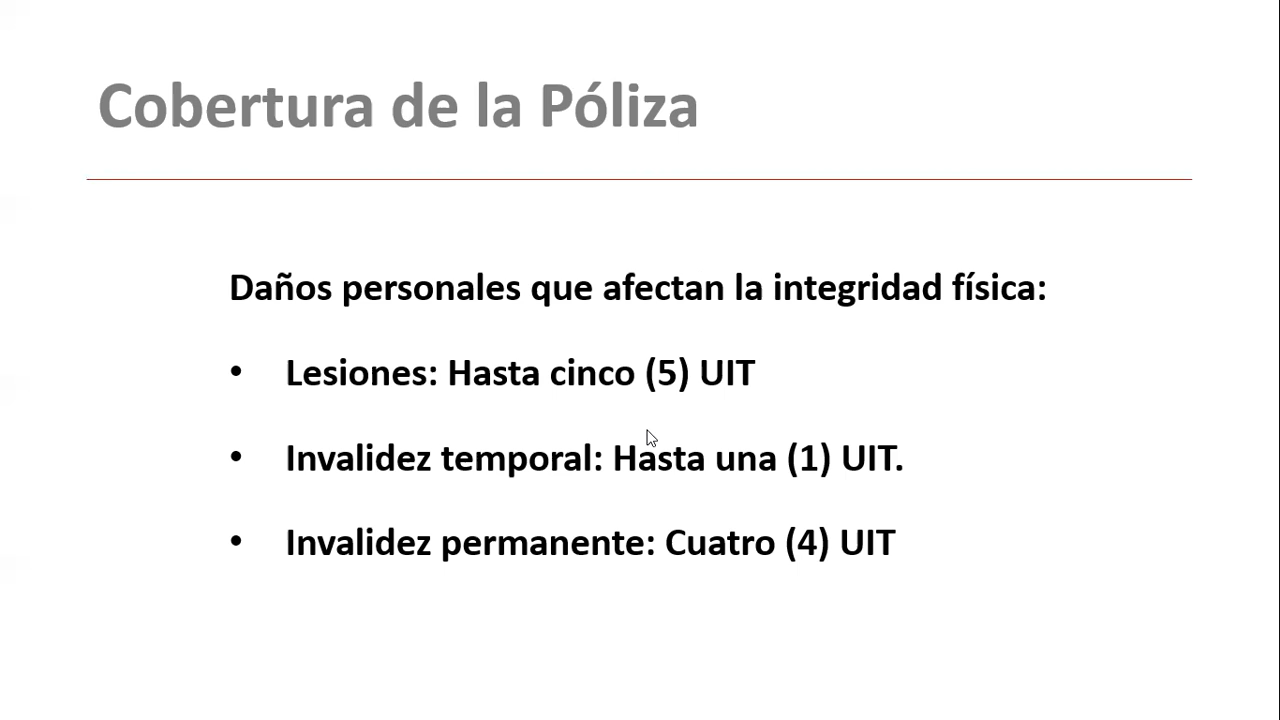 Cobertura de la Póliza
Daños personales que afectan la integridad física:
• Lesiones: Hasta cinco (5) UIT
• Invalidez temporal: Hasta una (1) UIT.
• Invalidez permanente: Cuatro (4) UIT